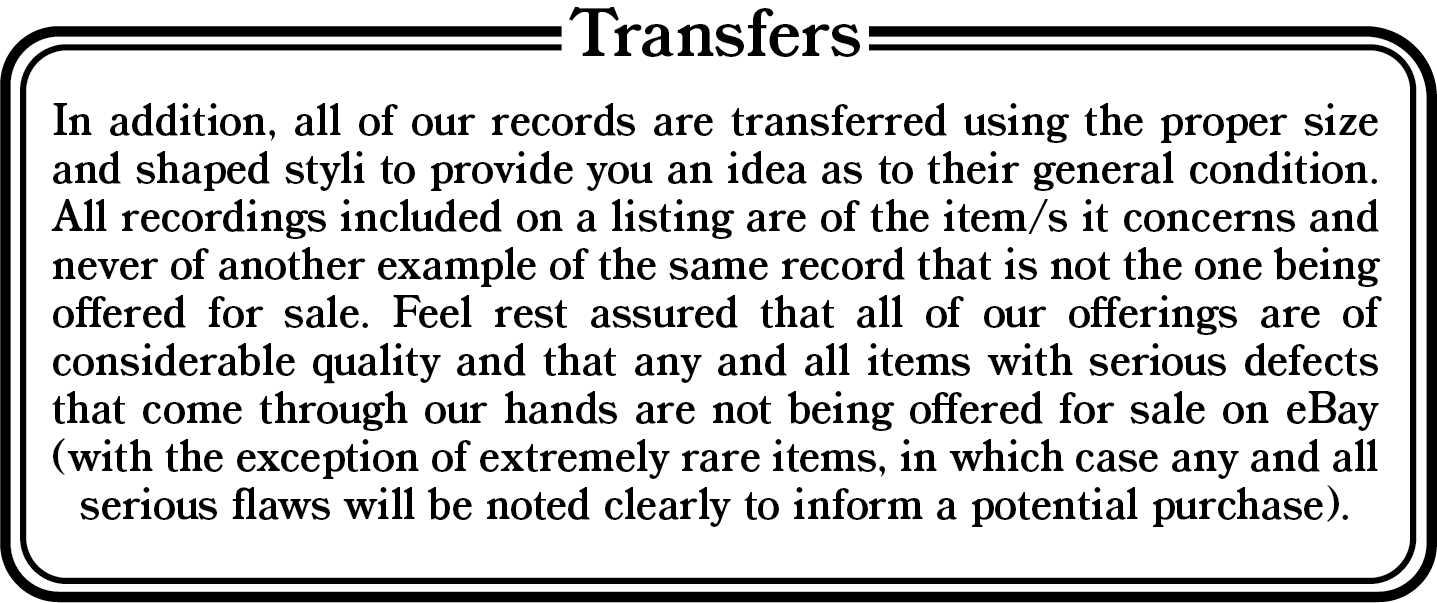 Transfers
In addition, all of our records are transferred using the proper size
and shaped styli to provide you an idea as to their general condition.
All recordings included on a listing are of the item/s it concerns and
never of another example of the same record that is not the one being
offered for sale. Feel rest assured that all of our offerings are of
considerable quality and that any and all items with serious defects
that come through our hands are not being offered for sale on eBay
(with the exception of extremely rare items, in which case any and all
serious flaws will be noted clearly to inform a potential purchase).